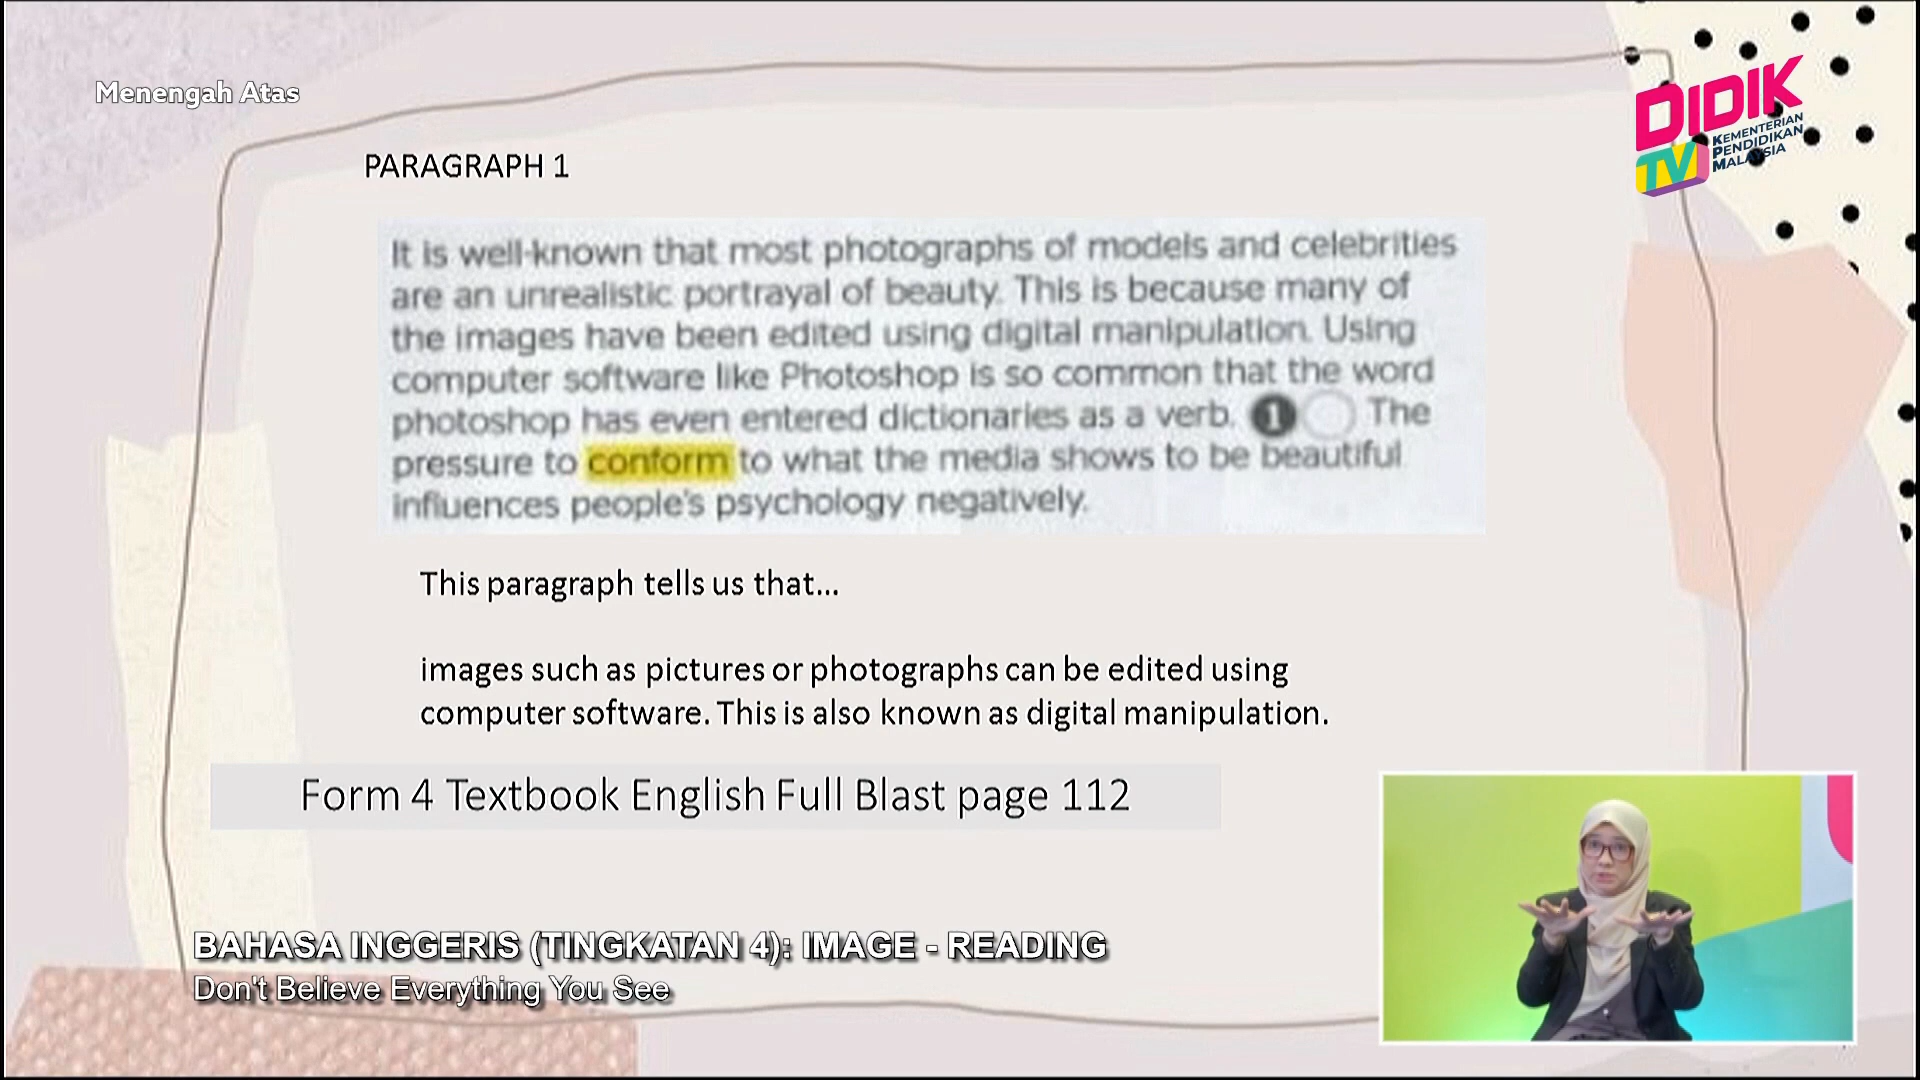 Menengah Atas
DIDIK
TV
KEMENTERIAN
PENDIDIKAN
MALAYSIA
PARAGRAPH 1
It is well-known that most photographs of models and celebrities
are an unrealistic portrayal of beauty. This is because many of
the images have been edited using digital manipulation. Using
computer software like Photoshop is so common that the word
photoshop has even entered dictionaries as a verb. 1 The
pressure to conform to what the media shows to be beautiful
influences people's psychology negatively.
This paragraph tells us that...
images such as pictures or photographs can be edited using
computer software. This is also known as digital manipulation.
Form 4 Textbook English Full Blast page 112
BAHASA INGGERIS (TINGKATAN 4): IMAGE - READING
Don't Believe Everything You See